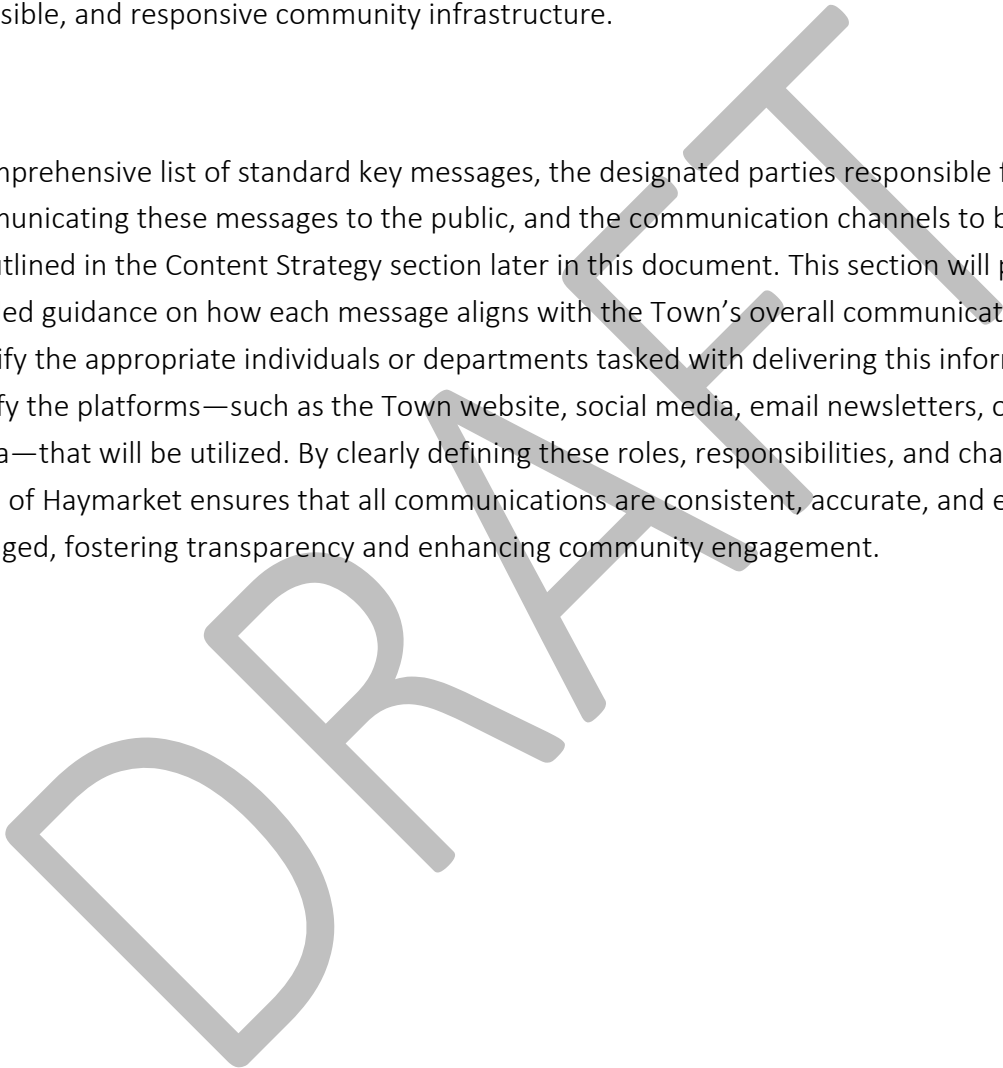 sible, and responsive community infrastructure.
mprehensive list of standard key messages, the designated parties responsible f
municating these messages to the public, and the communication channels to b
utlined in the Content Strategy section later in this document. This section will p
ed guidance on how each message aligns with the Town’s overall communicat
ify the appropriate individuals or departments tasked with delivering this inforr
fy the platforms—such as the Town website, social media, email newsletters, o
a—that will be utilized. By clearly defining these roles, responsibilities, and cha
of Haymarket ensures that all communications are consistent, accurate, and e
ged, fostering transparency and enhancing community engagement.
DRAFT